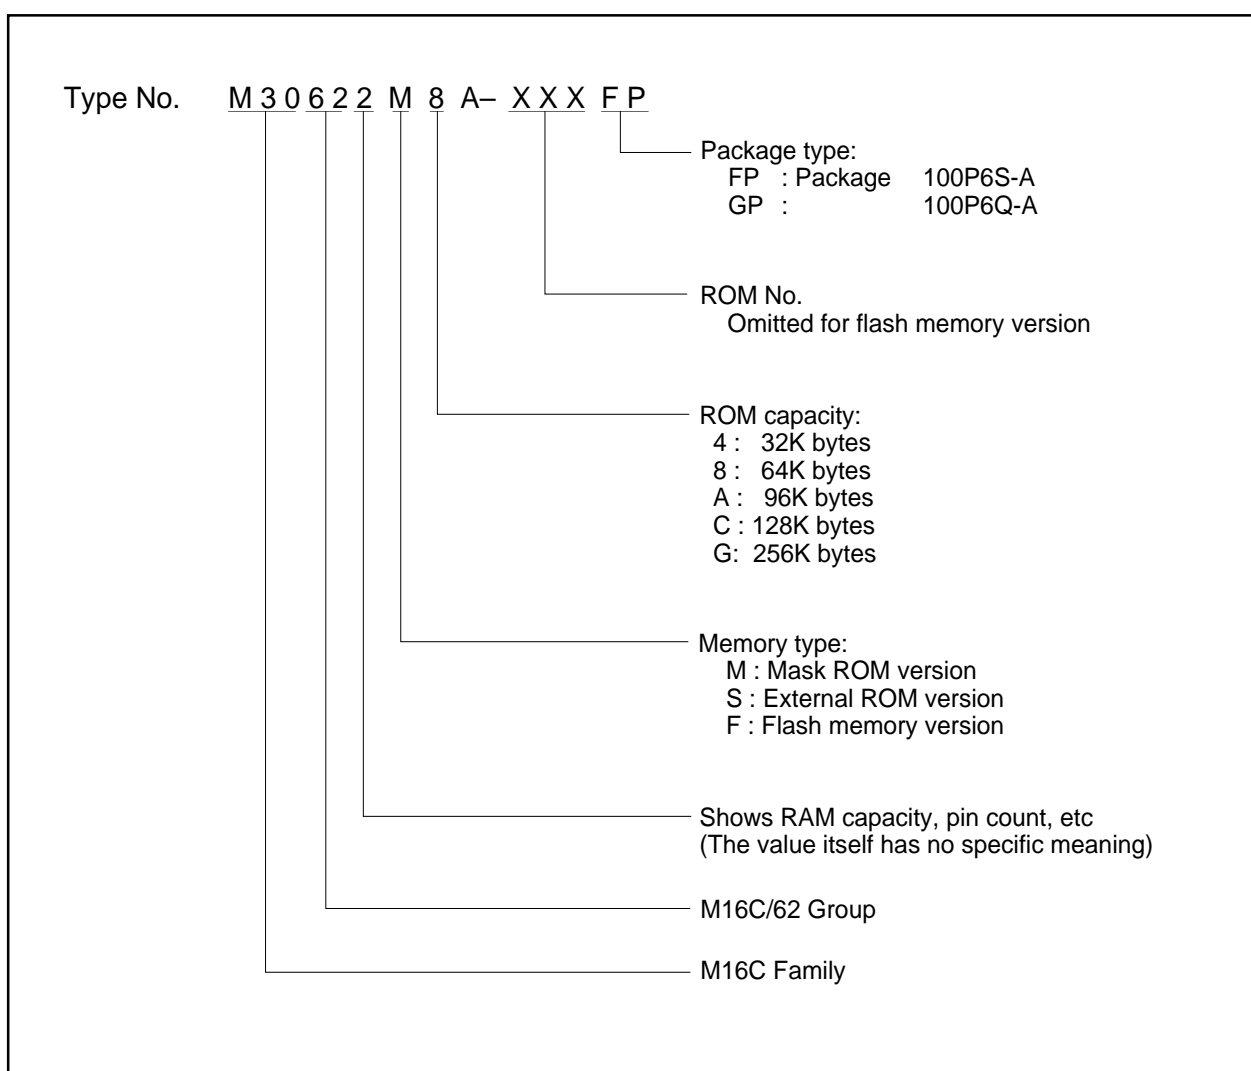 Type No. M 3 0 6 2 2 M 8 A– X X X F P
Package type:
FP : Package 100P6S-A
GP : 100P6Q-A
ROM No.
Omitted for flash memory version
ROM capacity:
4 : 32K bytes
8 : 64K bytes
A : 96K bytes
C : 128K bytes
G: 256K bytes
Memory type:
M : Mask ROM version
S : External ROM version
F : Flash memory version
Shows RAM capacity, pin count, etc
(The value itself has no specific meaning)
M16C/62 Group
M16C Family